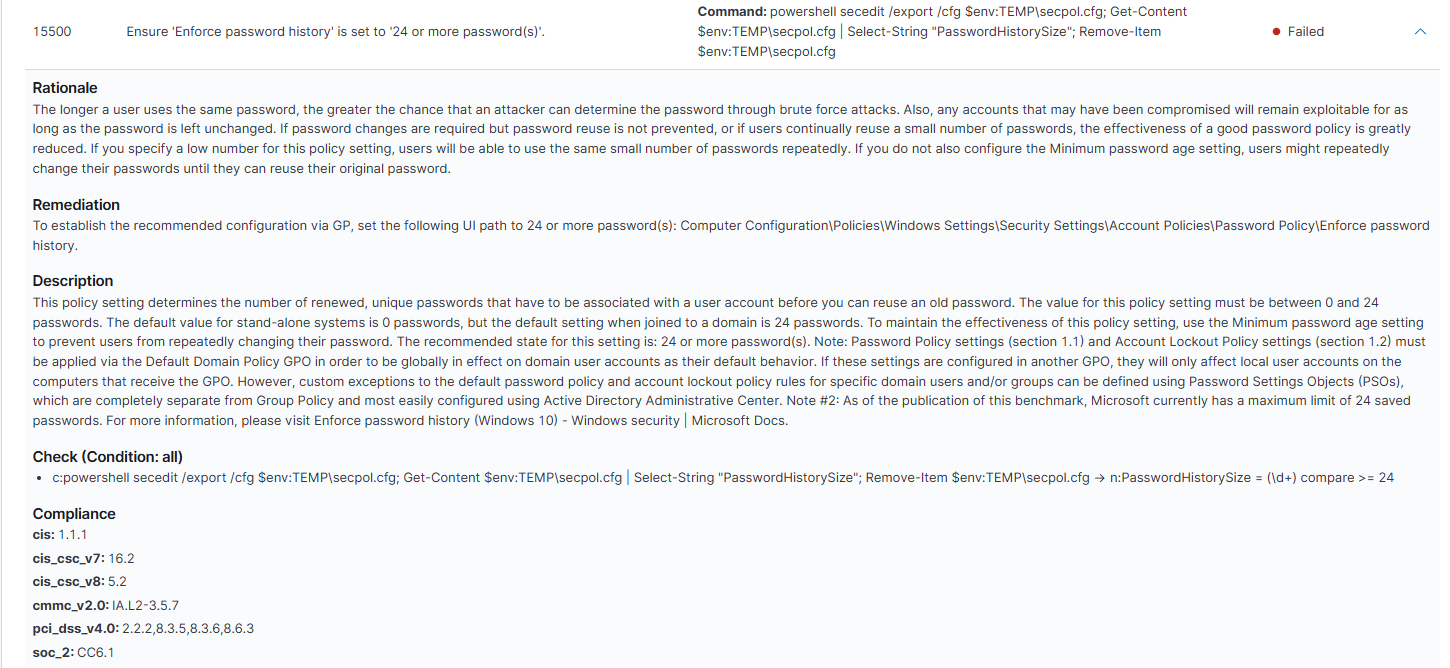 15500
Ensure 'Enforce password history' is set to '24 or more password(s)'.
Command: powershell secedit /export /cfg $env:TEMP\secpol.cfg; Get-Content
$env:TEMP\secpol.cfg | Select-String "PasswordHistorySize"; Remove-Item
$env:TEMP\secpol.cfg
Failed
Rationale
The longer a user uses the same password, the greater the chance that an attacker can determine the password through brute force attacks. Also, any accounts that may have been compromised will remain exploitable for as
long as the password is left unchanged. If password changes are required but password reuse is not prevented, or if users continually reuse a small number of passwords, the effectiveness of a good password policy is greatly
reduced. If you specify a low number for this policy setting, users will be able to use the same small number of passwords repeatedly. If you do not also configure the Minimum password age setting, users might repeatedly
change their passwords until they can reuse their original password.
Remediation
To establish the recommended configuration via GP, set the following UI path to 24 or more password(s): Computer Configuration\Policies\Windows Settings\Security Settings\Account Policies\Password Policy\Enforce password
history.
Description
This policy setting determines the number of renewed, unique passwords that have to be associated with a user account before you can reuse an old password. The value for this policy setting must be between 0 and 24
passwords. The default value for stand-alone systems is 0 passwords, but the default setting when joined to a domain is 24 passwords. To maintain the effectiveness of this policy setting, use the Minimum password age setting
to prevent users from repeatedly changing their password. The recommended state for this setting is: 24 or more password(s). Note: Password Policy settings (section 1.1) and Account Lockout Policy settings (section 1.2) must
be applied via the Default Domain Policy GPO in order to be globally in effect on domain user accounts as their default behavior. If these settings are configured in another GPO, they will only affect local user accounts on the
computers that receive the GPO. However, custom exceptions to the default password policy and account lockout policy rules for specific domain users and/or groups can be defined using Password Settings Objects (PSOs),
which are completely separate from Group Policy and most easily configured using Active Directory Administrative Center. Note #2: As of the publication of this benchmark, Microsoft currently has a maximum limit of 24 saved
passwords. For more information, please visit Enforce password history (Windows 10) - Windows security | Microsoft Docs.
Check (Condition: all)
• c:powershell secedit /export /cfg $env:TEMP\secpol.cfg; Get-Content $env:TEMP\secpol.cfg | Select-String "PasswordHistorySize"; Remove-Item $env:TEMP\secpol.cfg → n:PasswordHistorySize = (\d+) compare >= 24
Compliance
cis: 1.1.1
cis_csc_v7: 16.2
cis_csc_v8: 5.2
cmmc_v2.0: IA.L2-3.5.7
pci_dss_v4.0: 2.2.2,8.3.5,8.3.6,8.6.3
soc_2: CC6.1